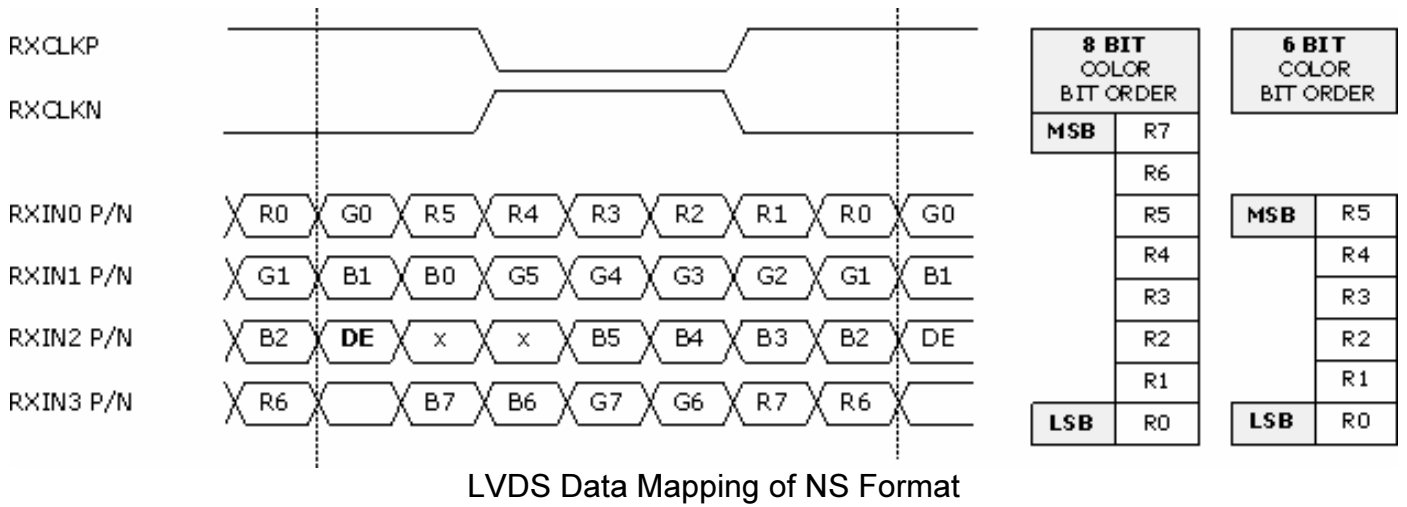 RXCLKP
RXCLKN
RXIN0 P/N R0 G0 R5 R4 R3 R2 R1 R0 G0
RXIN1 P/N G1 B1 B0 G5 G4 G3 G2 G1 B1
RXIN2 P/N B2 DE x x B5 B4 B3 B2 DE
RXIN3 P/N R6 B7 B6 G7 G6 R7 R6
8 BIT
COLOR
BIT ORDER
MSB R7
R6
R5
R4
R3
R2
R1
LSB R0
6 BIT
COLOR
BIT ORDER
MSB R5
R4
R3
R2
R1
LSB R0
LVDS Data Mapping of NS Format